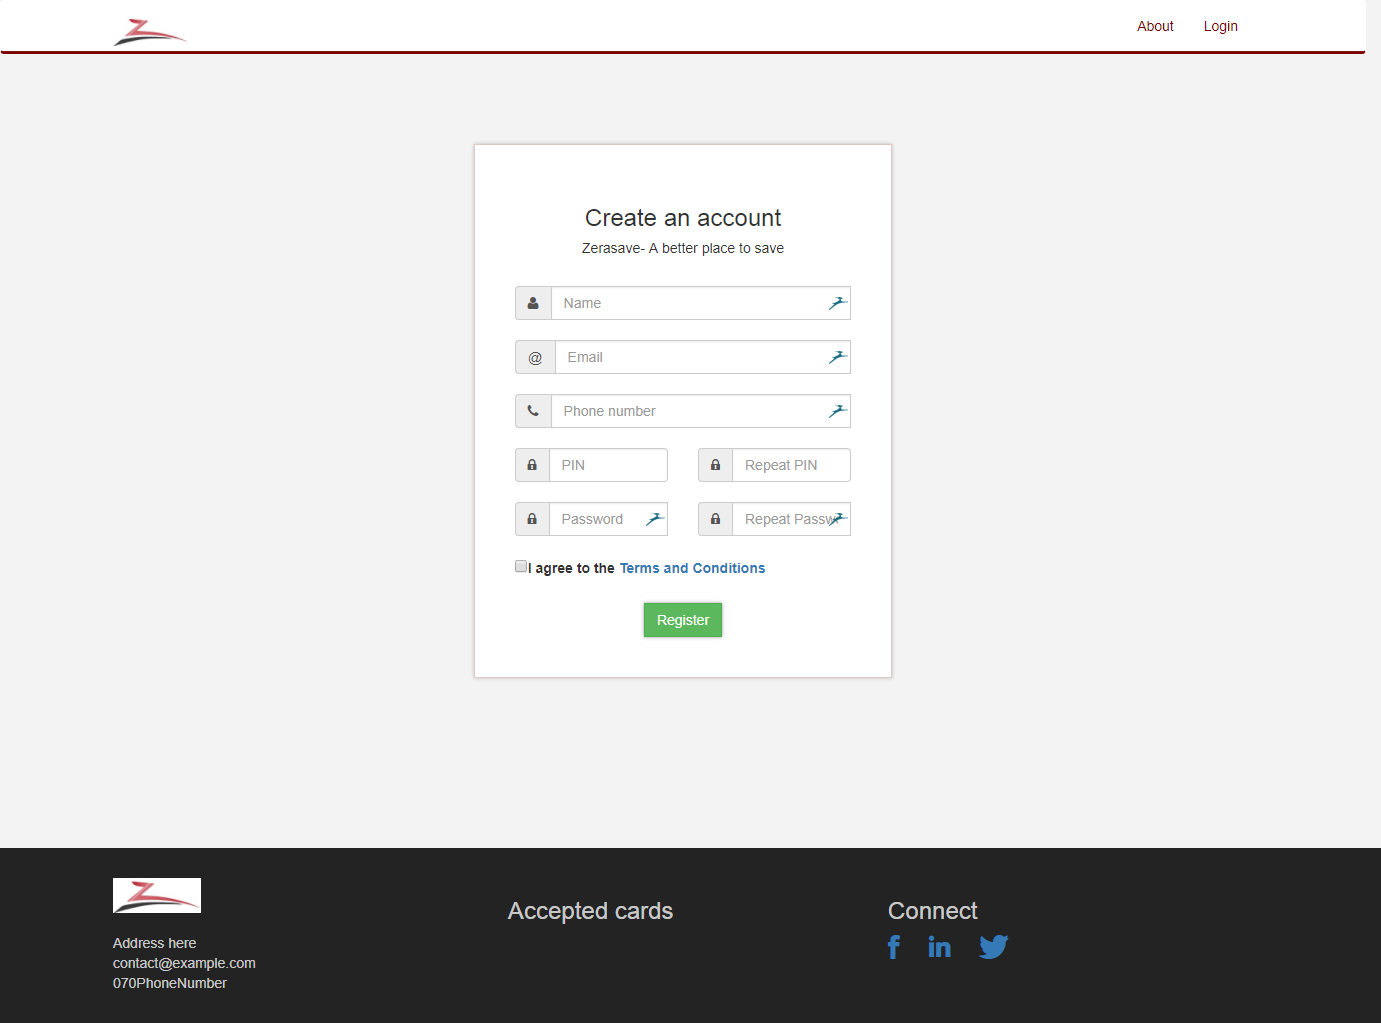 About
Login
Create an account
Zerasave- A better place to save
Name
@ Email
Phone number
PIN
Repeat PIN
Password
Repeat Passw
I agree to the Terms and Conditions
Register
Address here
contact@example.com
070PhoneNumber
Accepted cards
Connect